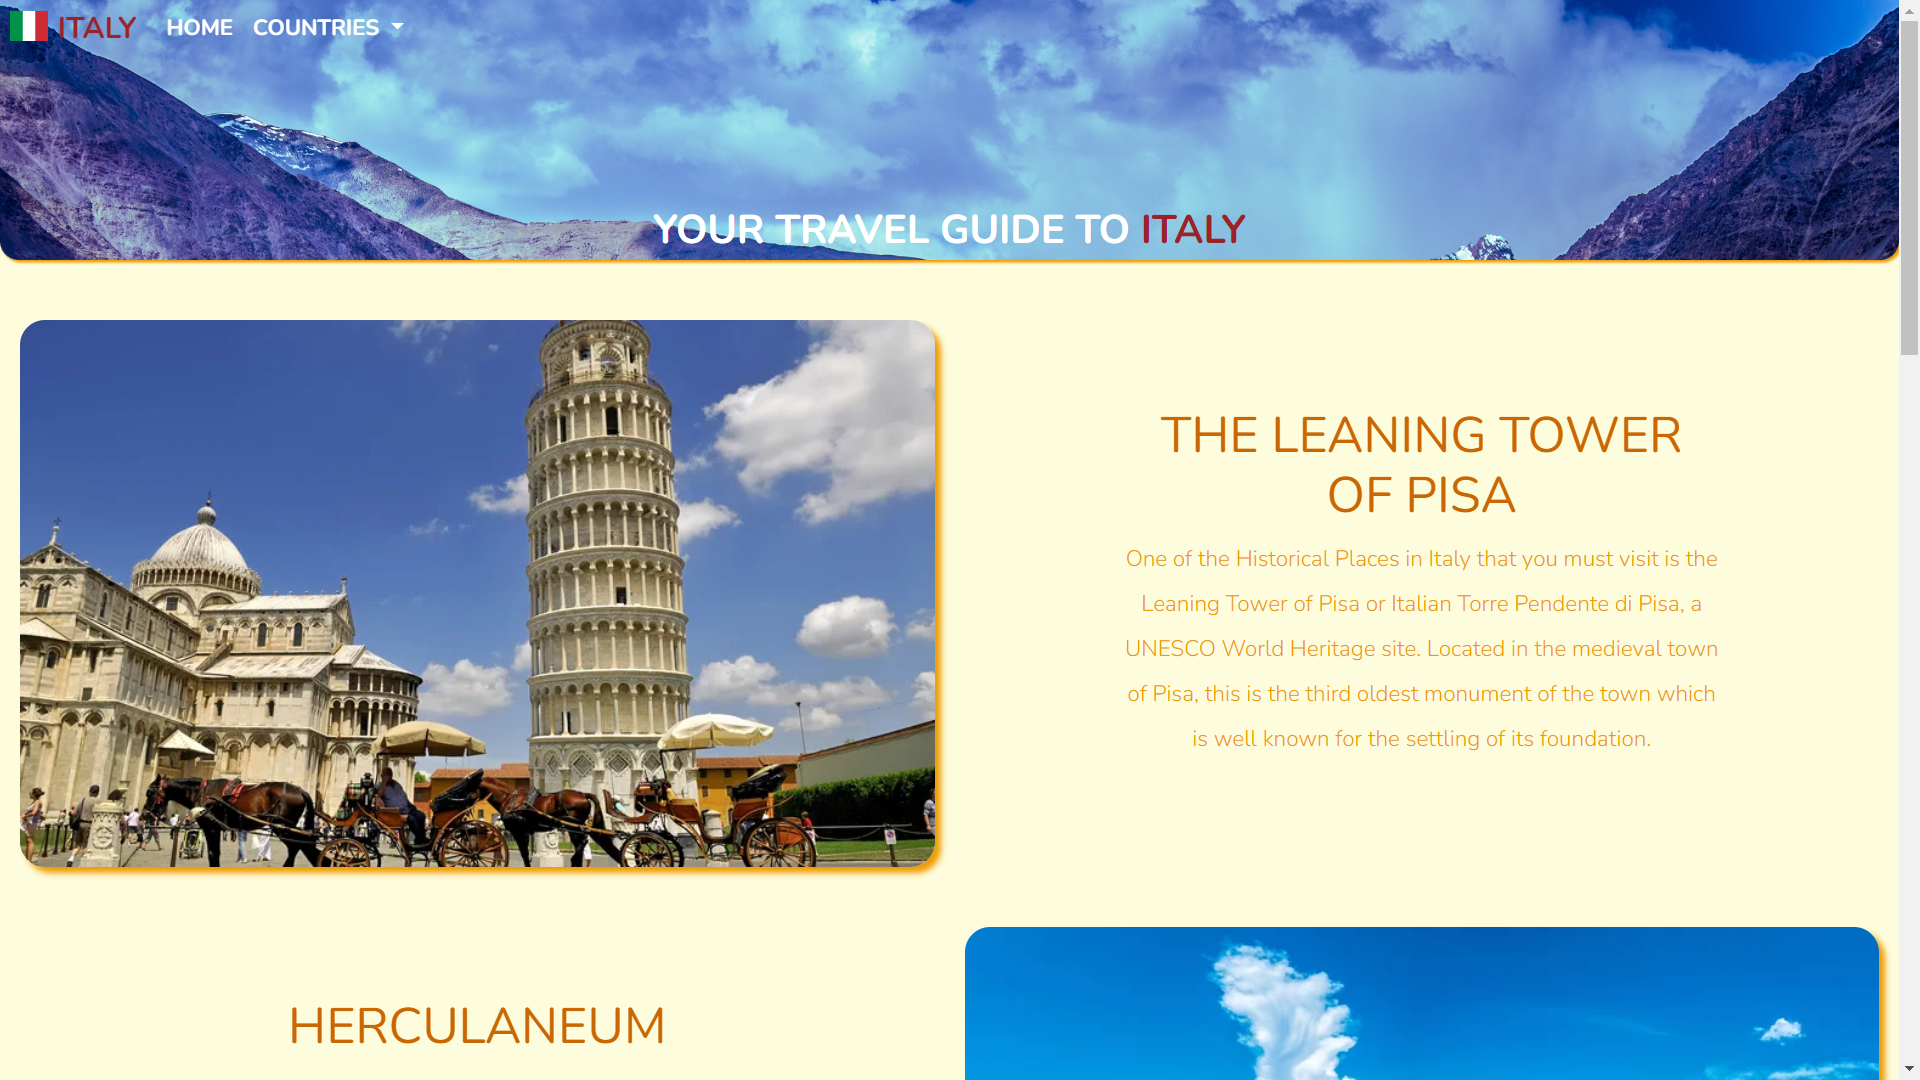 ITALY HOME COUNTRIES
YOUR TRAVEL GUIDE TO ITALY
THE LEANING TOWER
OF PISA
One of the Historical Places in Italy that you must visit is the
Leaning Tower of Pisa or Italian Torre Pendente di Pisa, a
UNESCO World Heritage site. Located in the medieval town
of Pisa, this is the third oldest monument of the town which
is well known for the settling of its foundation.
HERCULANEUM